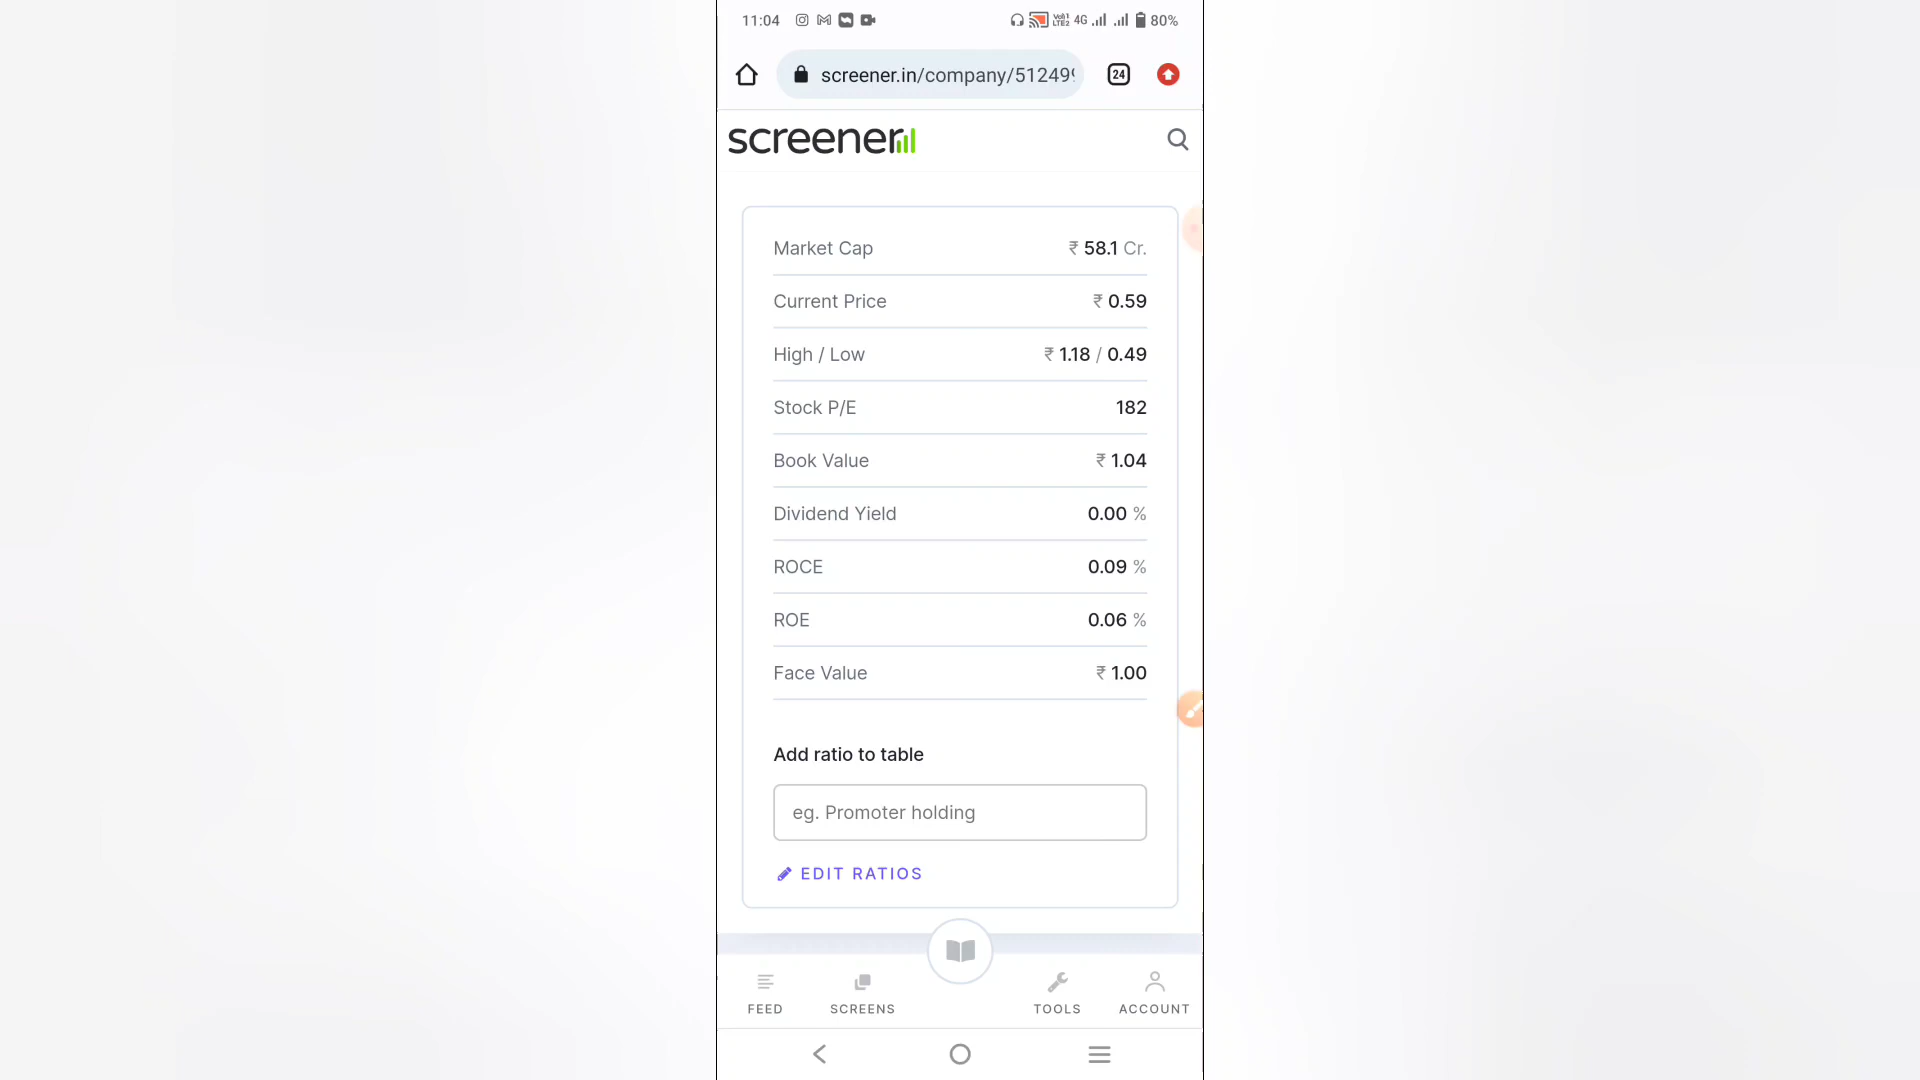 11:04 4G 80%
screener.in/company/51249 24
screener
Market Cap ₹ 58.1 Cr.
Current Price ₹ 0.59
High / Low ₹ 1.18 / 0.49
Stock P/E 182
Book Value ₹ 1.04
Dividend Yield 0.00 %
ROCE 0.09 %
ROE 0.06 %
Face Value ₹ 1.00
Add ratio to table
eg. Promoter holding
EDIT RATIOS
FEED SCREENS TOOLS ACCOUNT